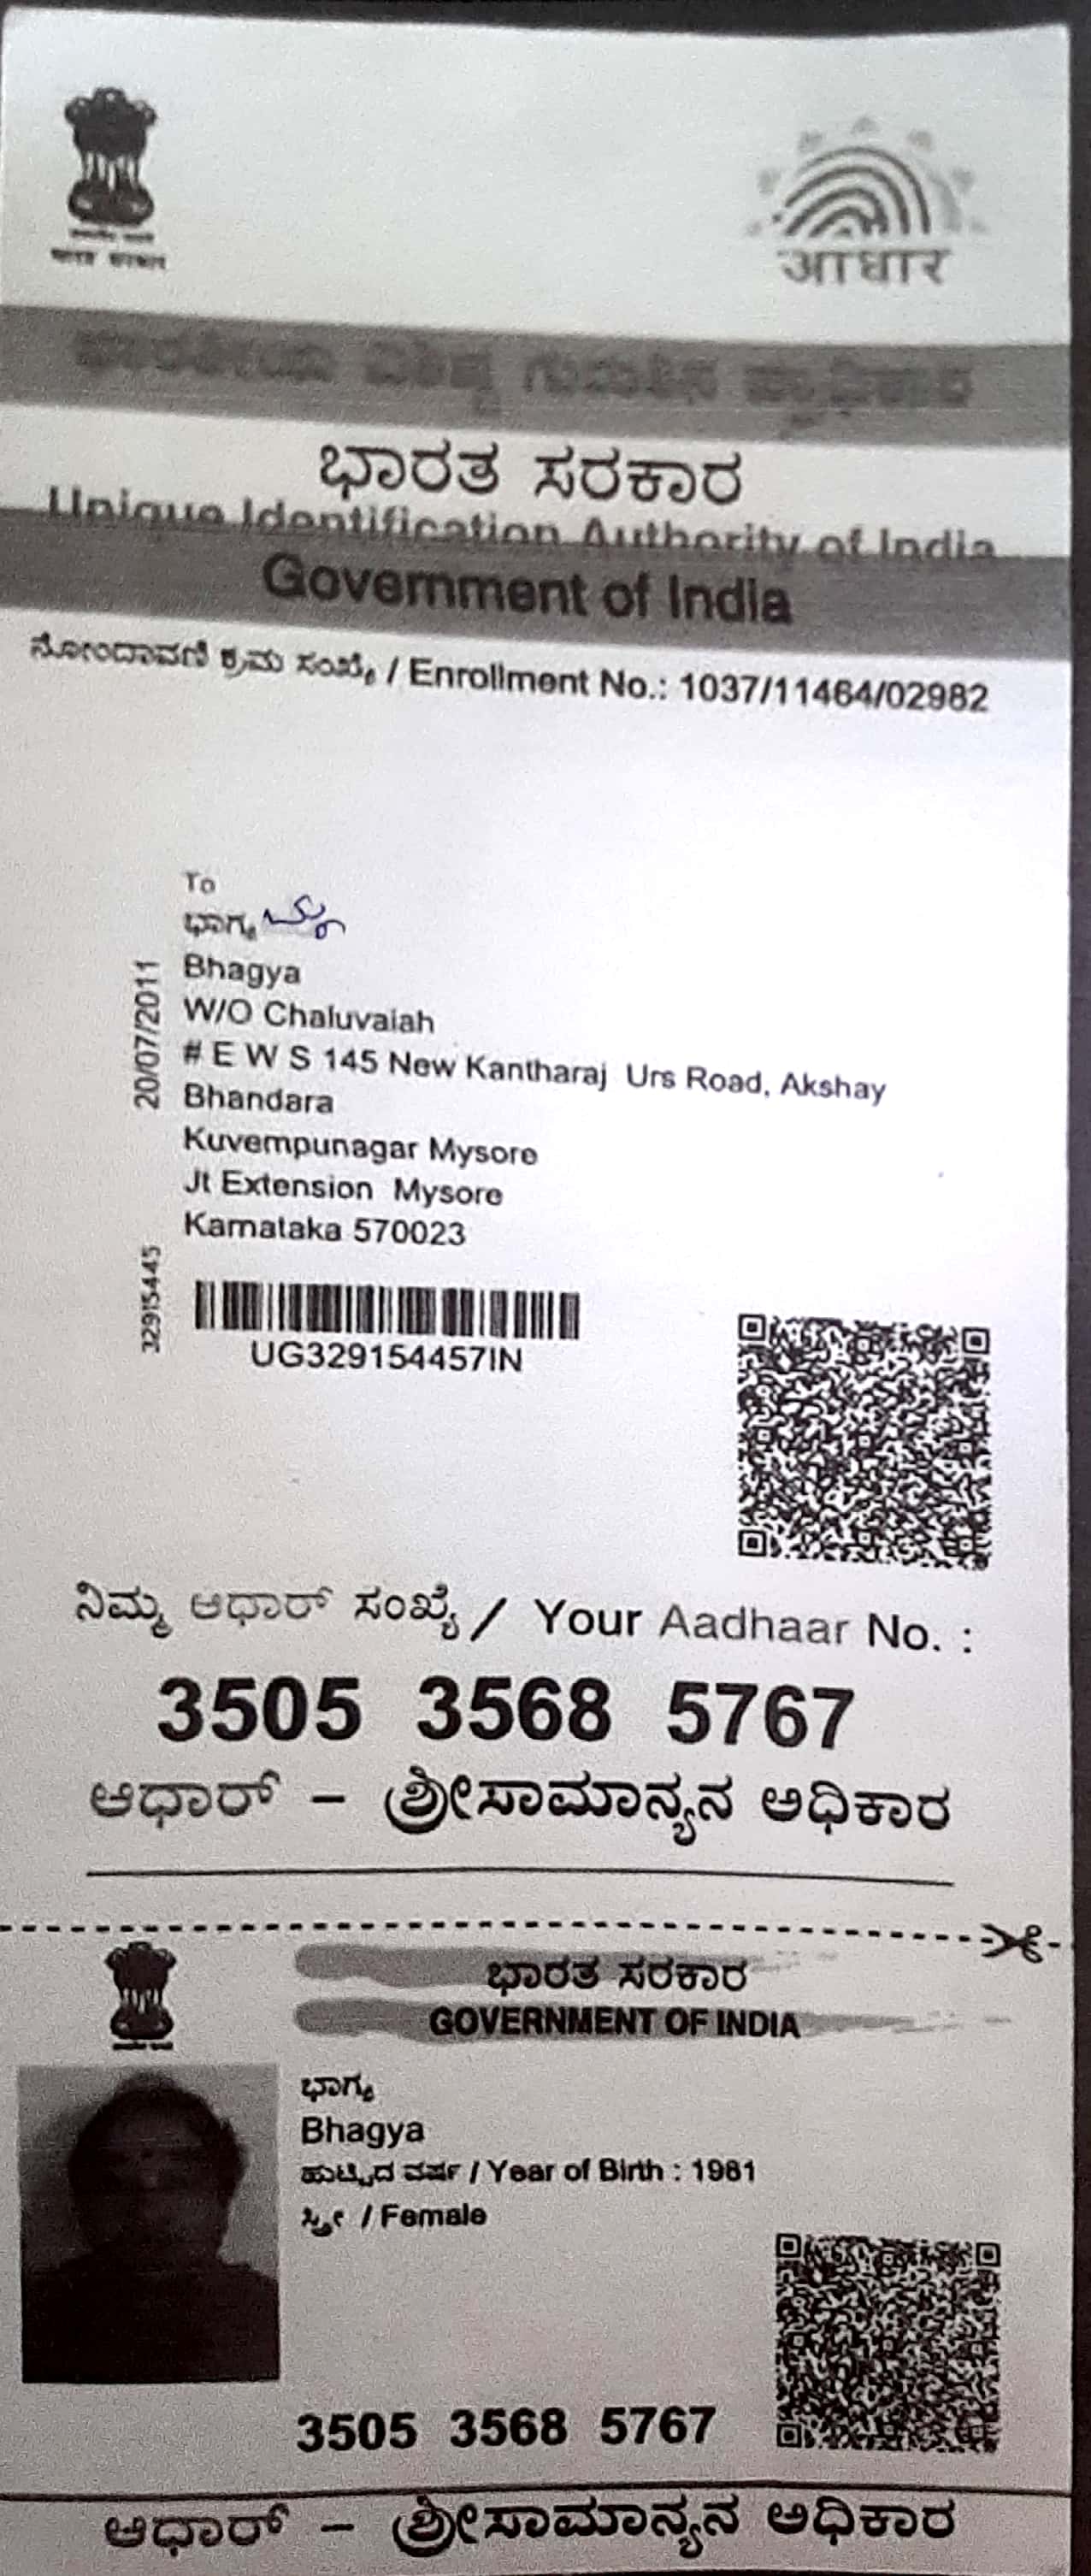 भारत सरकार
आधार
ಭಾರತೀಯ ವಿಶಿಷ್ಟ ಗುರುತಿನ ಪ್ರಾಧಿಕಾರ
ಭಾರತ ಸರಕಾರ
Unique Identification Authority of India
Government of India
ನೋಂದಾವಣಿ ಕ್ರಮ ಸಂಖ್ಯೆ / Enrollment No.: 1037/11464/02982
To
ಭಾಗ್ಯ
Bhagya
W/O Chaluvaiah
# E W S 145 New Kantharaj Urs Road, Akshay
Bhandara
Kuvempunagar Mysore
Jt Extension Mysore
Karnataka 570023
20/07/2011
32915445
UG329154457IN
ನಿಮ್ಮ ಆಧಾರ್ ಸಂಖ್ಯೆ / Your Aadhaar No. :
3505 3568 5767
ಆಧಾರ್ – ಶ್ರೀಸಾಮಾನ್ಯನ ಅಧಿಕಾರ
ಭಾರತ ಸರಕಾರ
GOVERNMENT OF INDIA
ಭಾಗ್ಯ
Bhagya
ಹುಟ್ಟಿದ ವರ್ಷ / Year of Birth : 1981
ಸ್ತ್ರೀ / Female
3505 3568 5767
ಆಧಾರ್ – ಶ್ರೀಸಾಮಾನ್ಯನ ಅಧಿಕಾರ